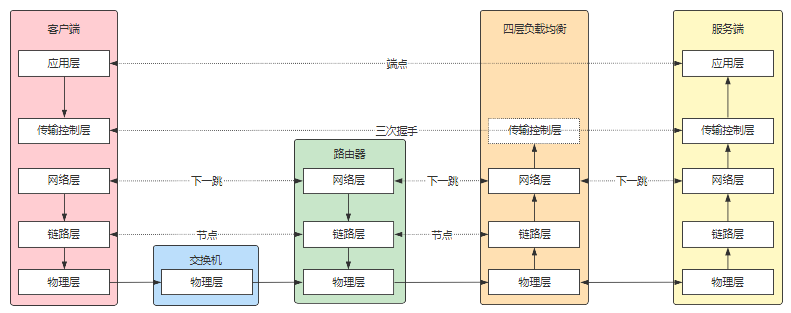 客户端
四层负载均衡
服务端
应用层
端点
应用层
传输控制层
三次握手
传输控制层
传输控制层
路由器
网络层
下一跳
网络层
下一跳
网络层
下一跳
网络层
链路层
节点
链路层
节点
链路层
链路层
交换机
物理层
物理层
物理层
物理层
物理层